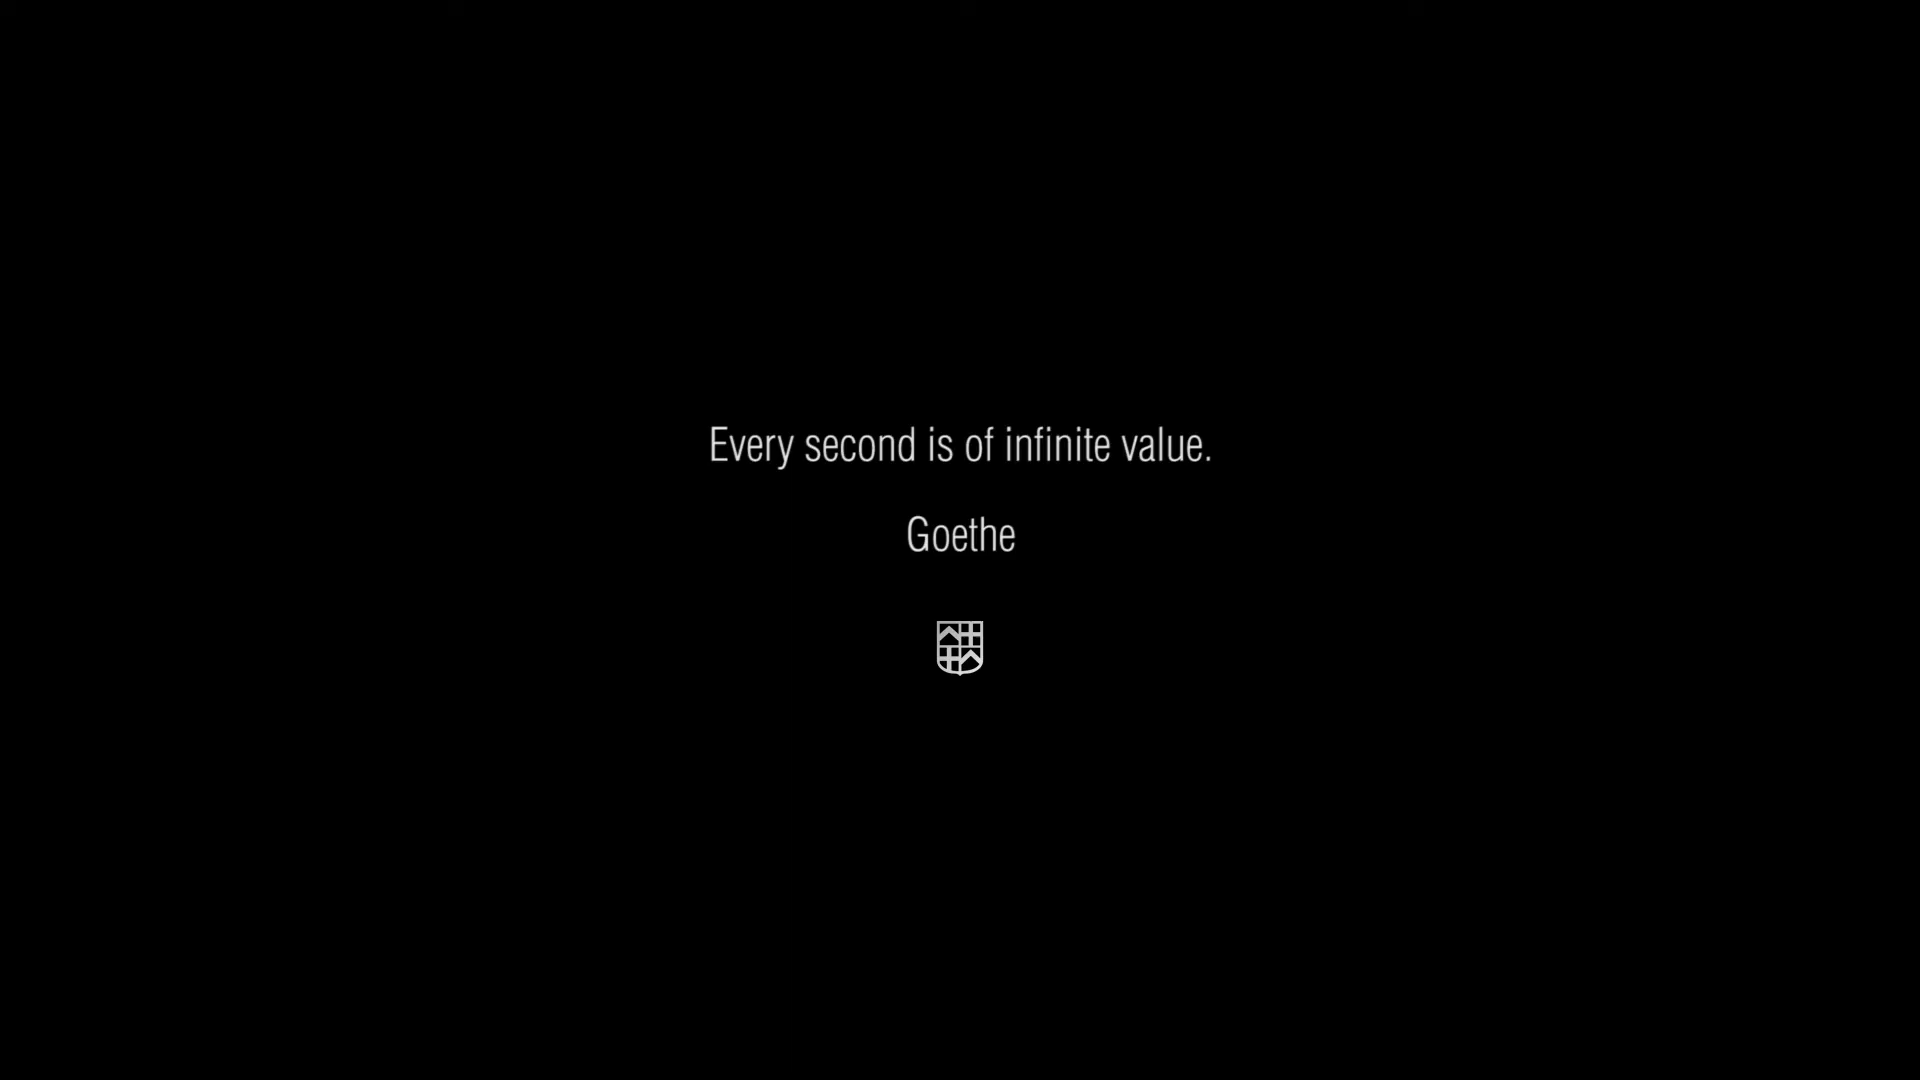 Every second is of infinite value.
Goethe